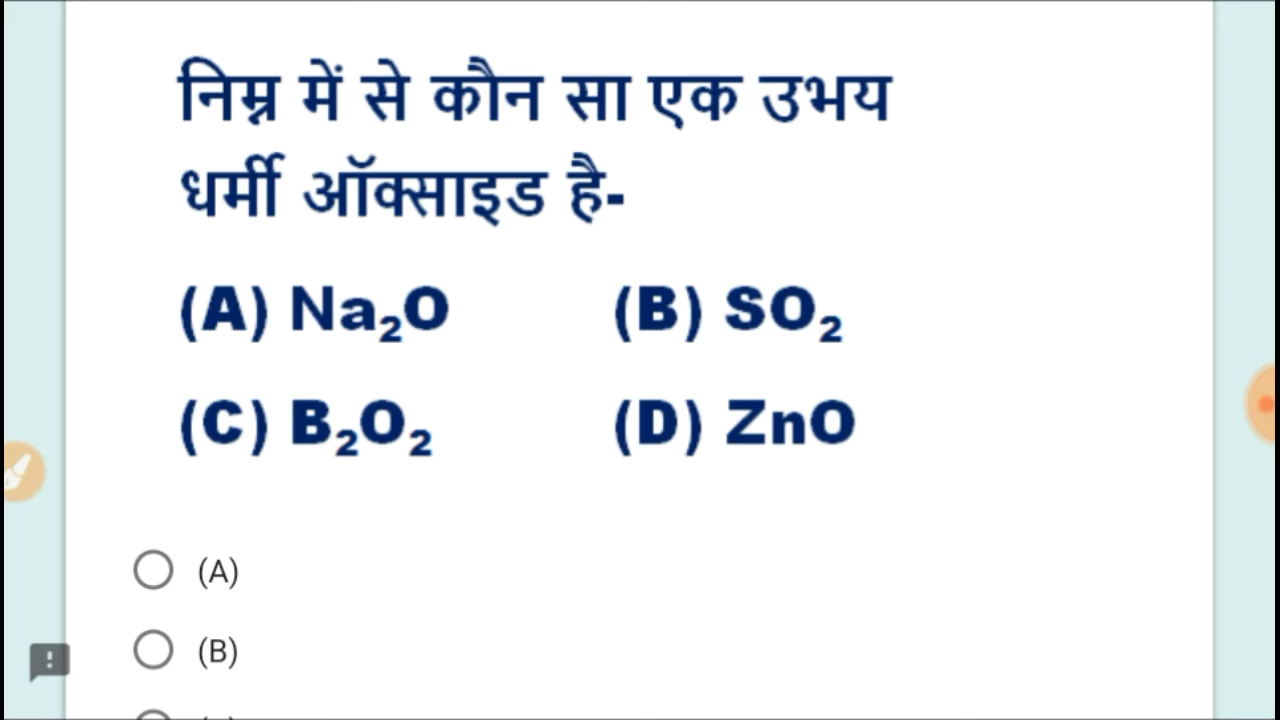 निम्न में से कौन सा एक उभय
धर्मी ऑक्साइड है-
(A) Na₂O (B) SO₂
(C) B₂O₂ (D) ZnO
(A)
(B)